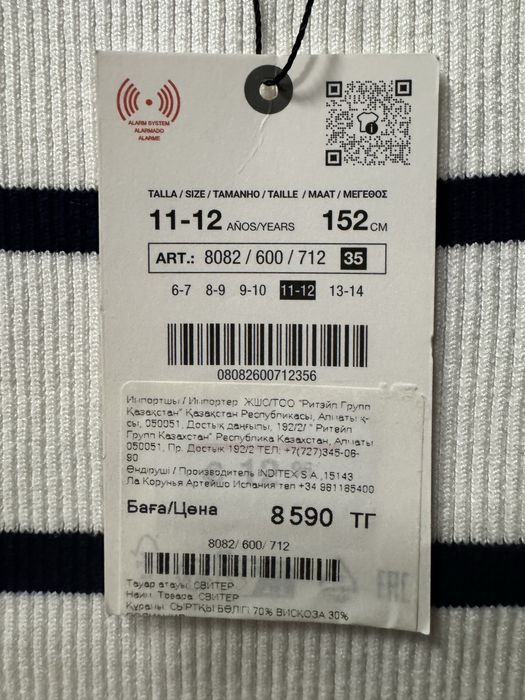 ALARM SYSTEM
ALARMADO
ALARME
TALLA / SIZE / TAMANHO / TAILLE / MAAT / ΜΕΓΕΘΟΣ
11-12 AÑOS/YEARS 152 CM
ART.: 8082 / 600 / 712 35
6-7 8-9 9-10 11-12 13-14
08082600712356
Импортшы / Импортер ЖШС/ТОО "Ритэйл Групп
Қазақстан" Қазақстан Республикасы, Алматы қ-
сы, 050051, Достық даңғылы, 192/2/ " Ритейл
Групп Казахстан" Республика Казахстан, Алматы
050051, Пр. Достык 192/2 ТЕЛ: +7(727)345-06-
90
Өндіруші / Производитель INDITEX S.A.,15143
Ла Корунья Артейшо Испания тел +34 981185400
Баға/Цена 8 590 ТГ
8082/ 600/ 712
Тауар атауы: СВИТЕР
Наим. Товара: СВИТЕР
Құрамы: СЫРТҚЫ БӨЛІГІ 70% ВИСКОЗА 30%